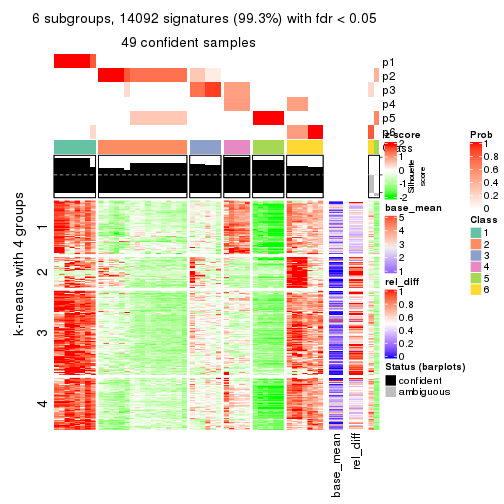 6 subgroups, 14092 signatures (99.3%) with fdr < 0.05
49 confident samples
p1
p2
p3
p4
p5
p6
Class
Silhouette score
k-means with 4 groups
1
2
3
4
base_mean
rel_diff
z-score
2
1
0
-1
-2
base_mean
5
4
3
2
1
rel_diff
1
0.8
0.6
0.4
0.2
0
Status (barplots)
confident
ambiguous
Prob
1
0.8
0.6
0.4
0.2
0
Class
1
2
3
4
5
6